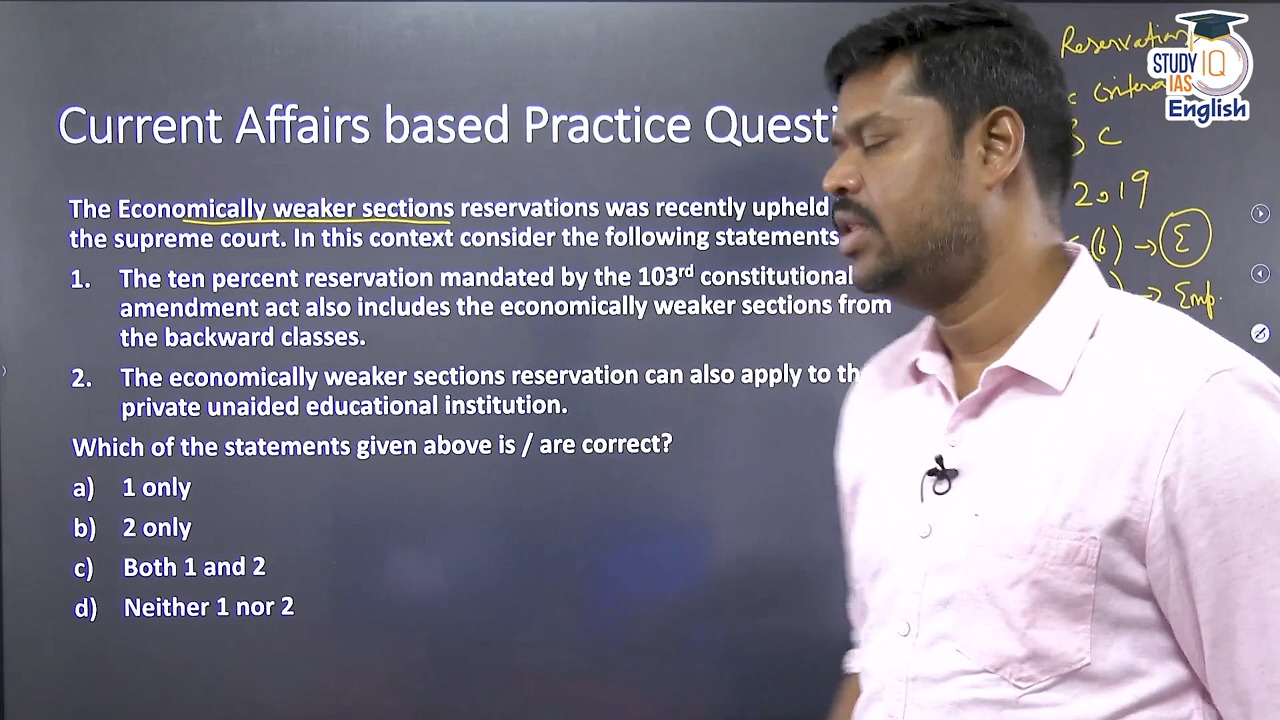 Current Affairs based Practice Questi
The Economically weaker sections reservations was recently upheld
the supreme court. In this context consider the following statements
1. The ten percent reservation mandated by the 103rd constitutional
amendment act also includes the economically weaker sections from
the backward classes.
2. The economically weaker sections reservation can also apply to th
private unaided educational institution.
Which of the statements given above is / are correct?
a) 1 only
b) 2 only
c) Both 1 and 2
d) Neither 1 nor 2
Reservation
STUDY IQ
IAS
English
2019
(6) → E
→ Emp.